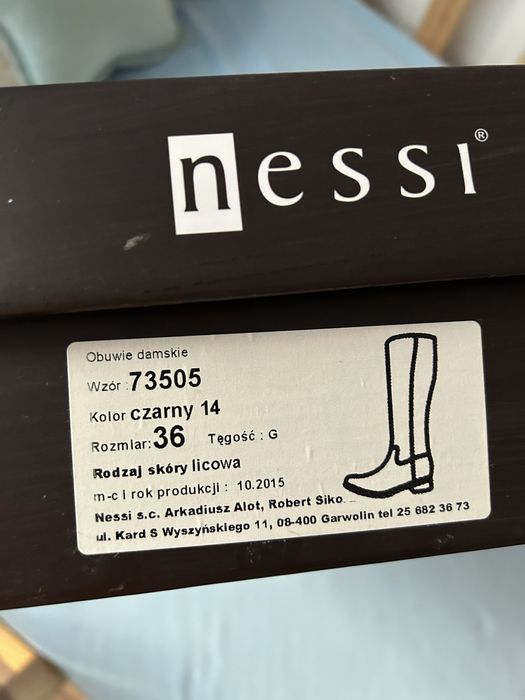 nessi®
Obuwie damskie
Wzór : 73505
Kolor czarny 14
Rozmiar: 36 Tęgość : G
Rodzaj skóry licowa
m-c i rok produkcji : 10.2015
Nessi s.c. Arkadiusz Alot, Robert Siko
ul. Kard S Wyszyńskiego 11, 08-400 Garwolin tel 25 682 36 73